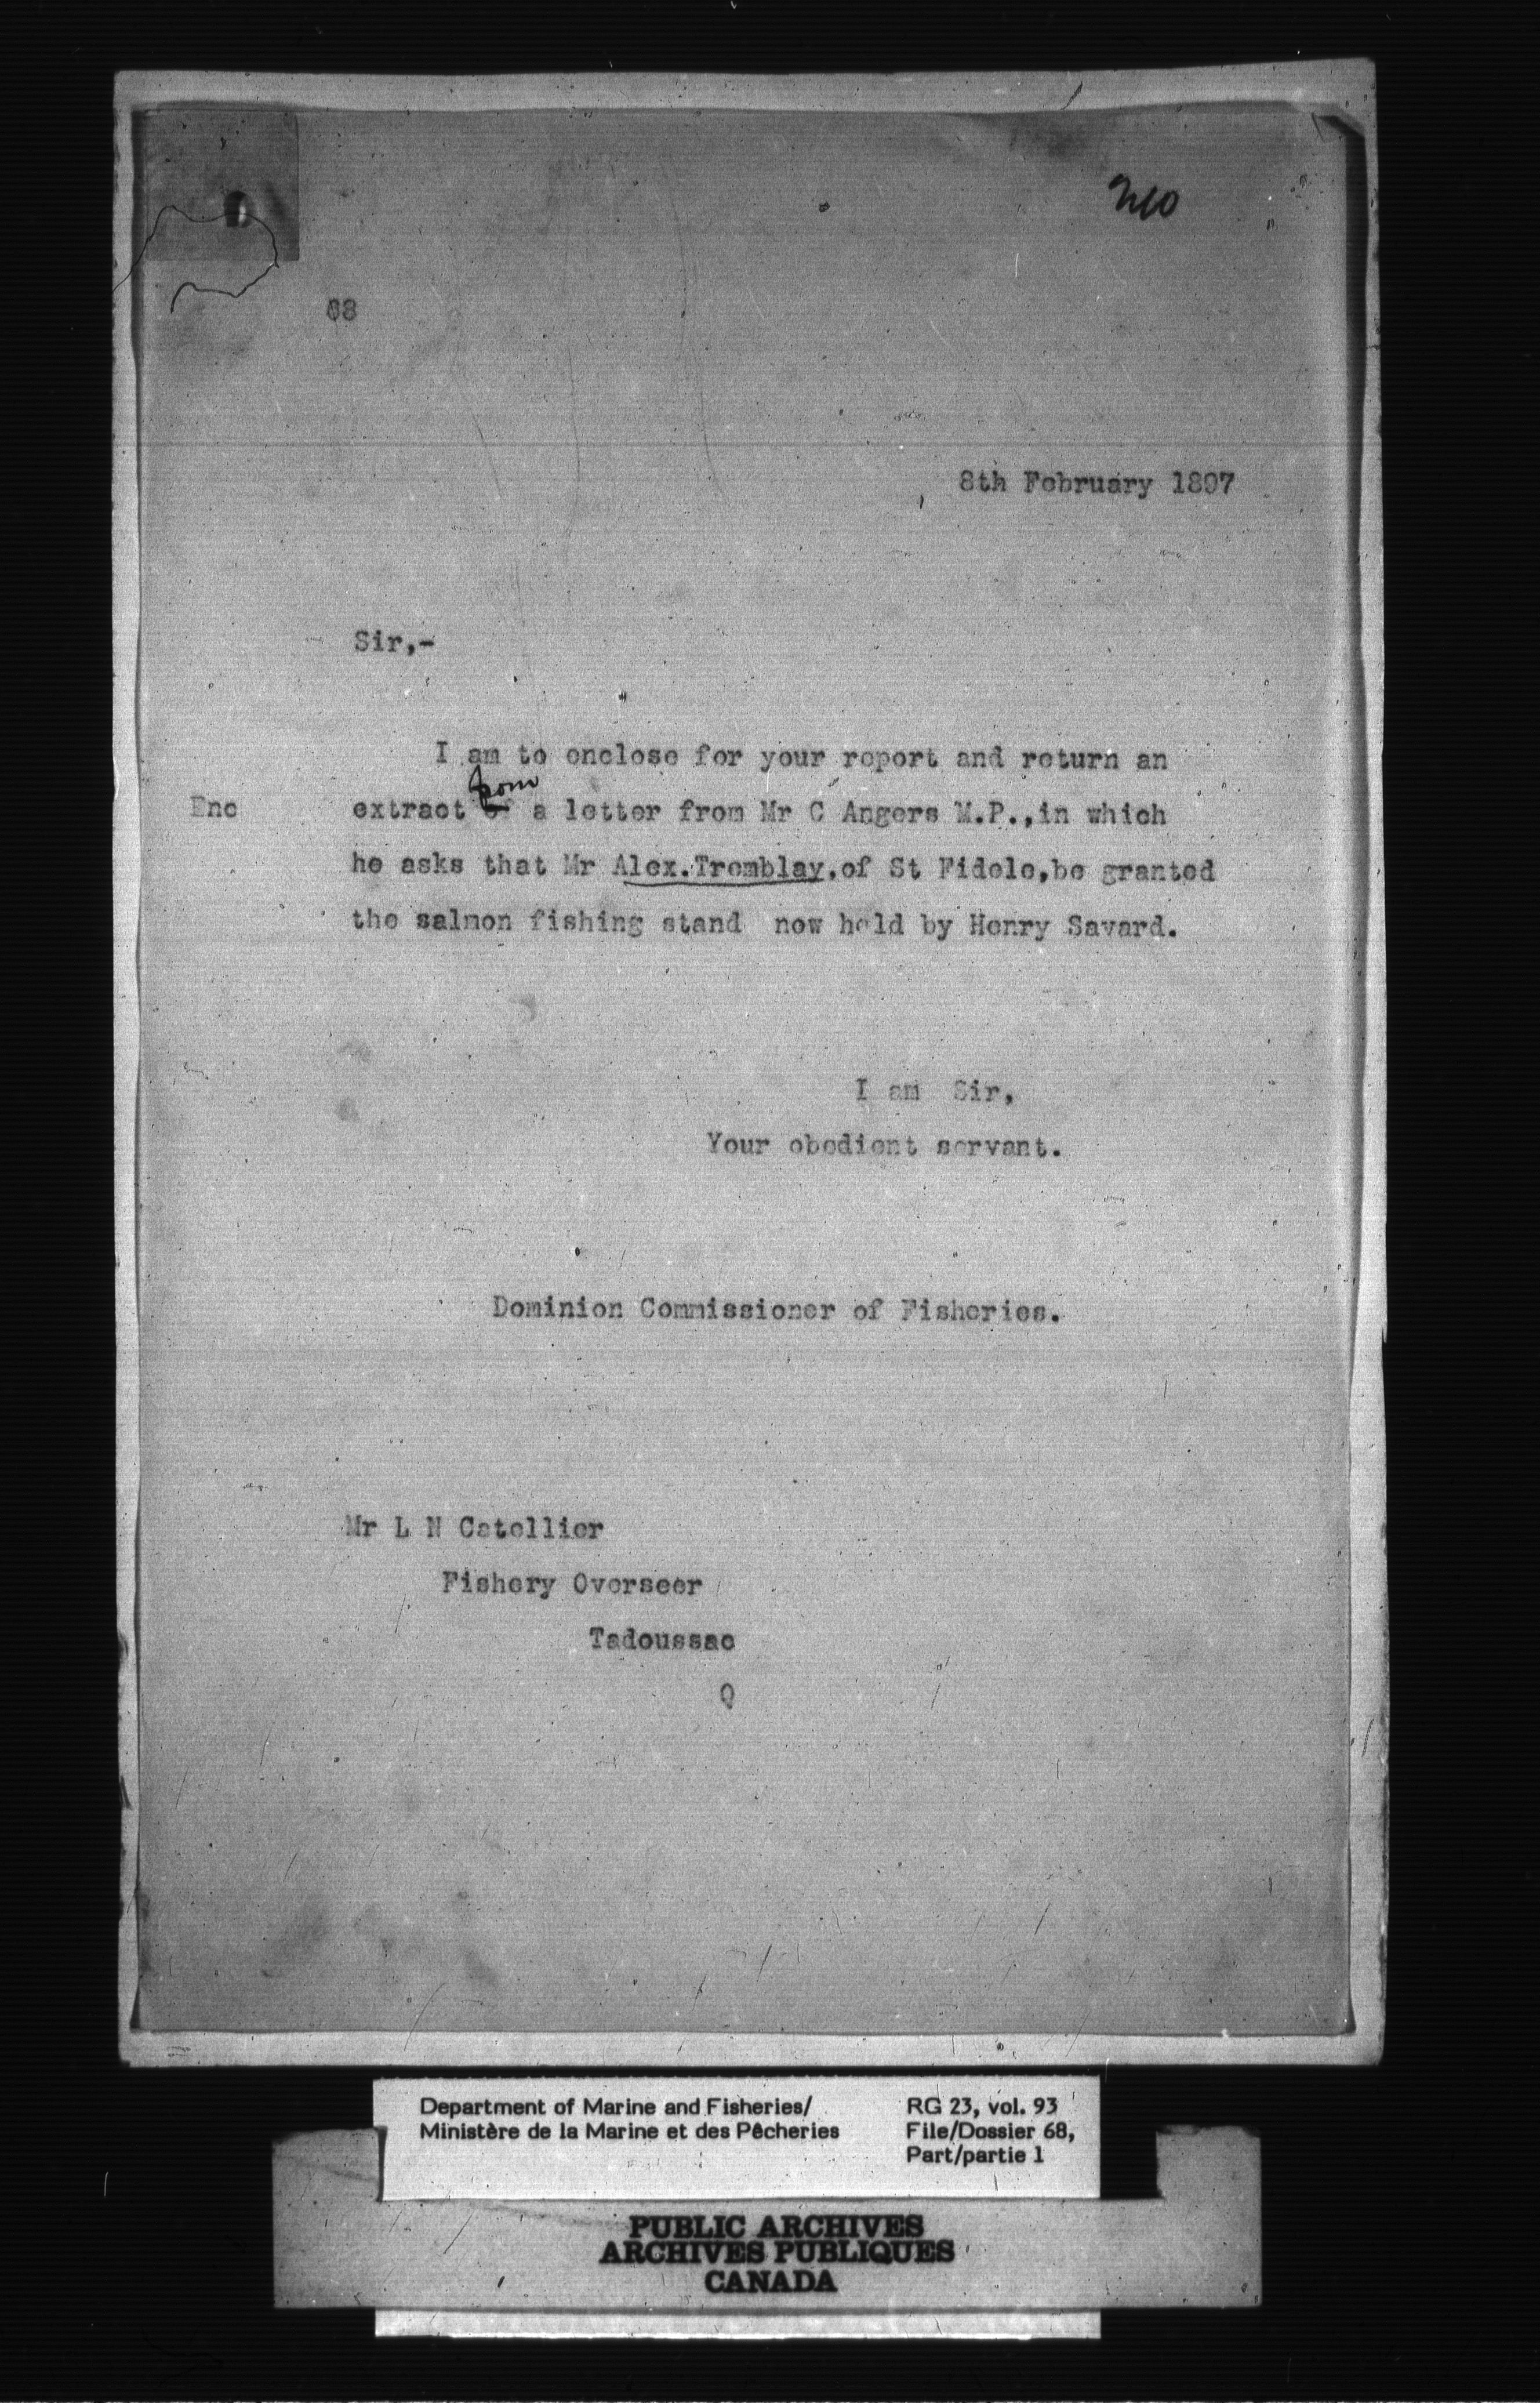 210
68
8th February 1897
Sir,-
I am to enclose for your report and return an
from
Enc extract of a letter from Mr C Angers M.P.,in which
he asks that Mr Alex.Tremblay,of St Fidele,be granted
the salmon fishing stand now held by Henry Savard.
I am Sir,
Your obedient servant.
Dominion Commissioner of Fisheries.
Mr L N Catellier
Fishery Overseer
Tadoussac
Q
Department of Marine and Fisheries/
Ministère de la Marine et des Pêcheries
RG 23, vol. 93
File/Dossier 68,
Part/partie 1
PUBLIC ARCHIVES
ARCHIVES PUBLIQUES
CANADA